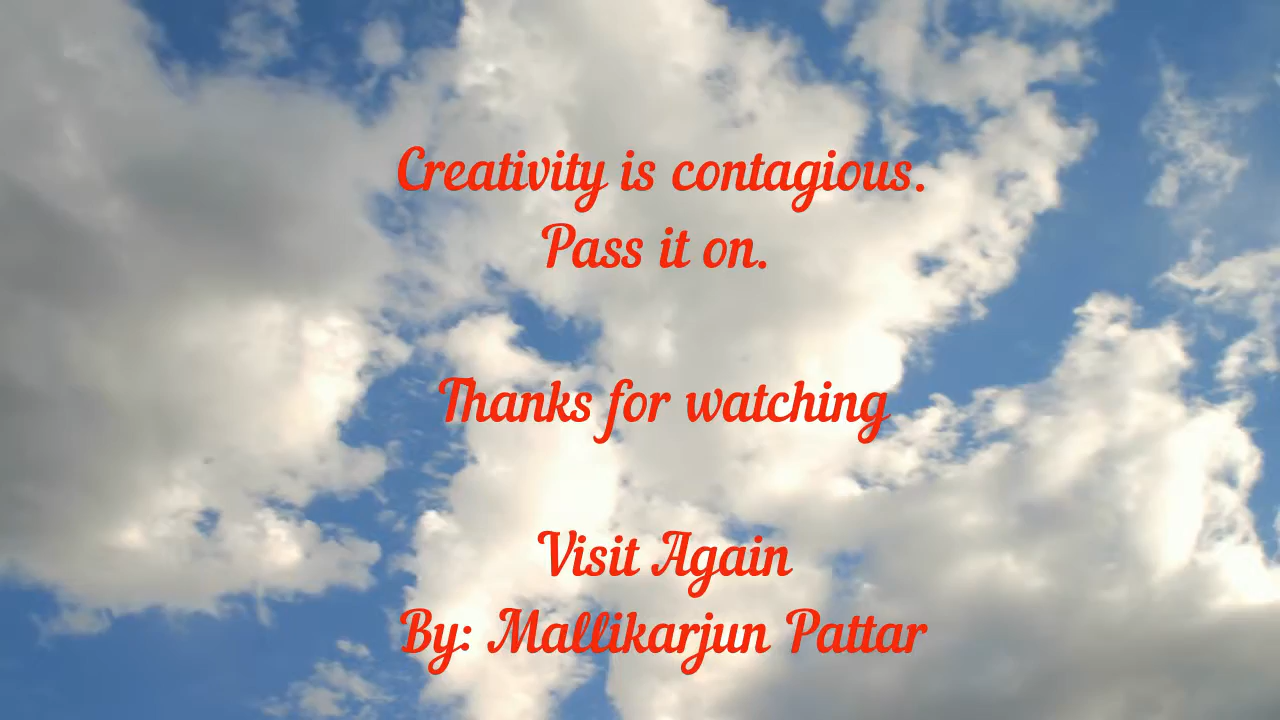 Creativity is contagious.
Pass it on.
Thanks for watching
Visit Again
By: Mallikarjun Pattar